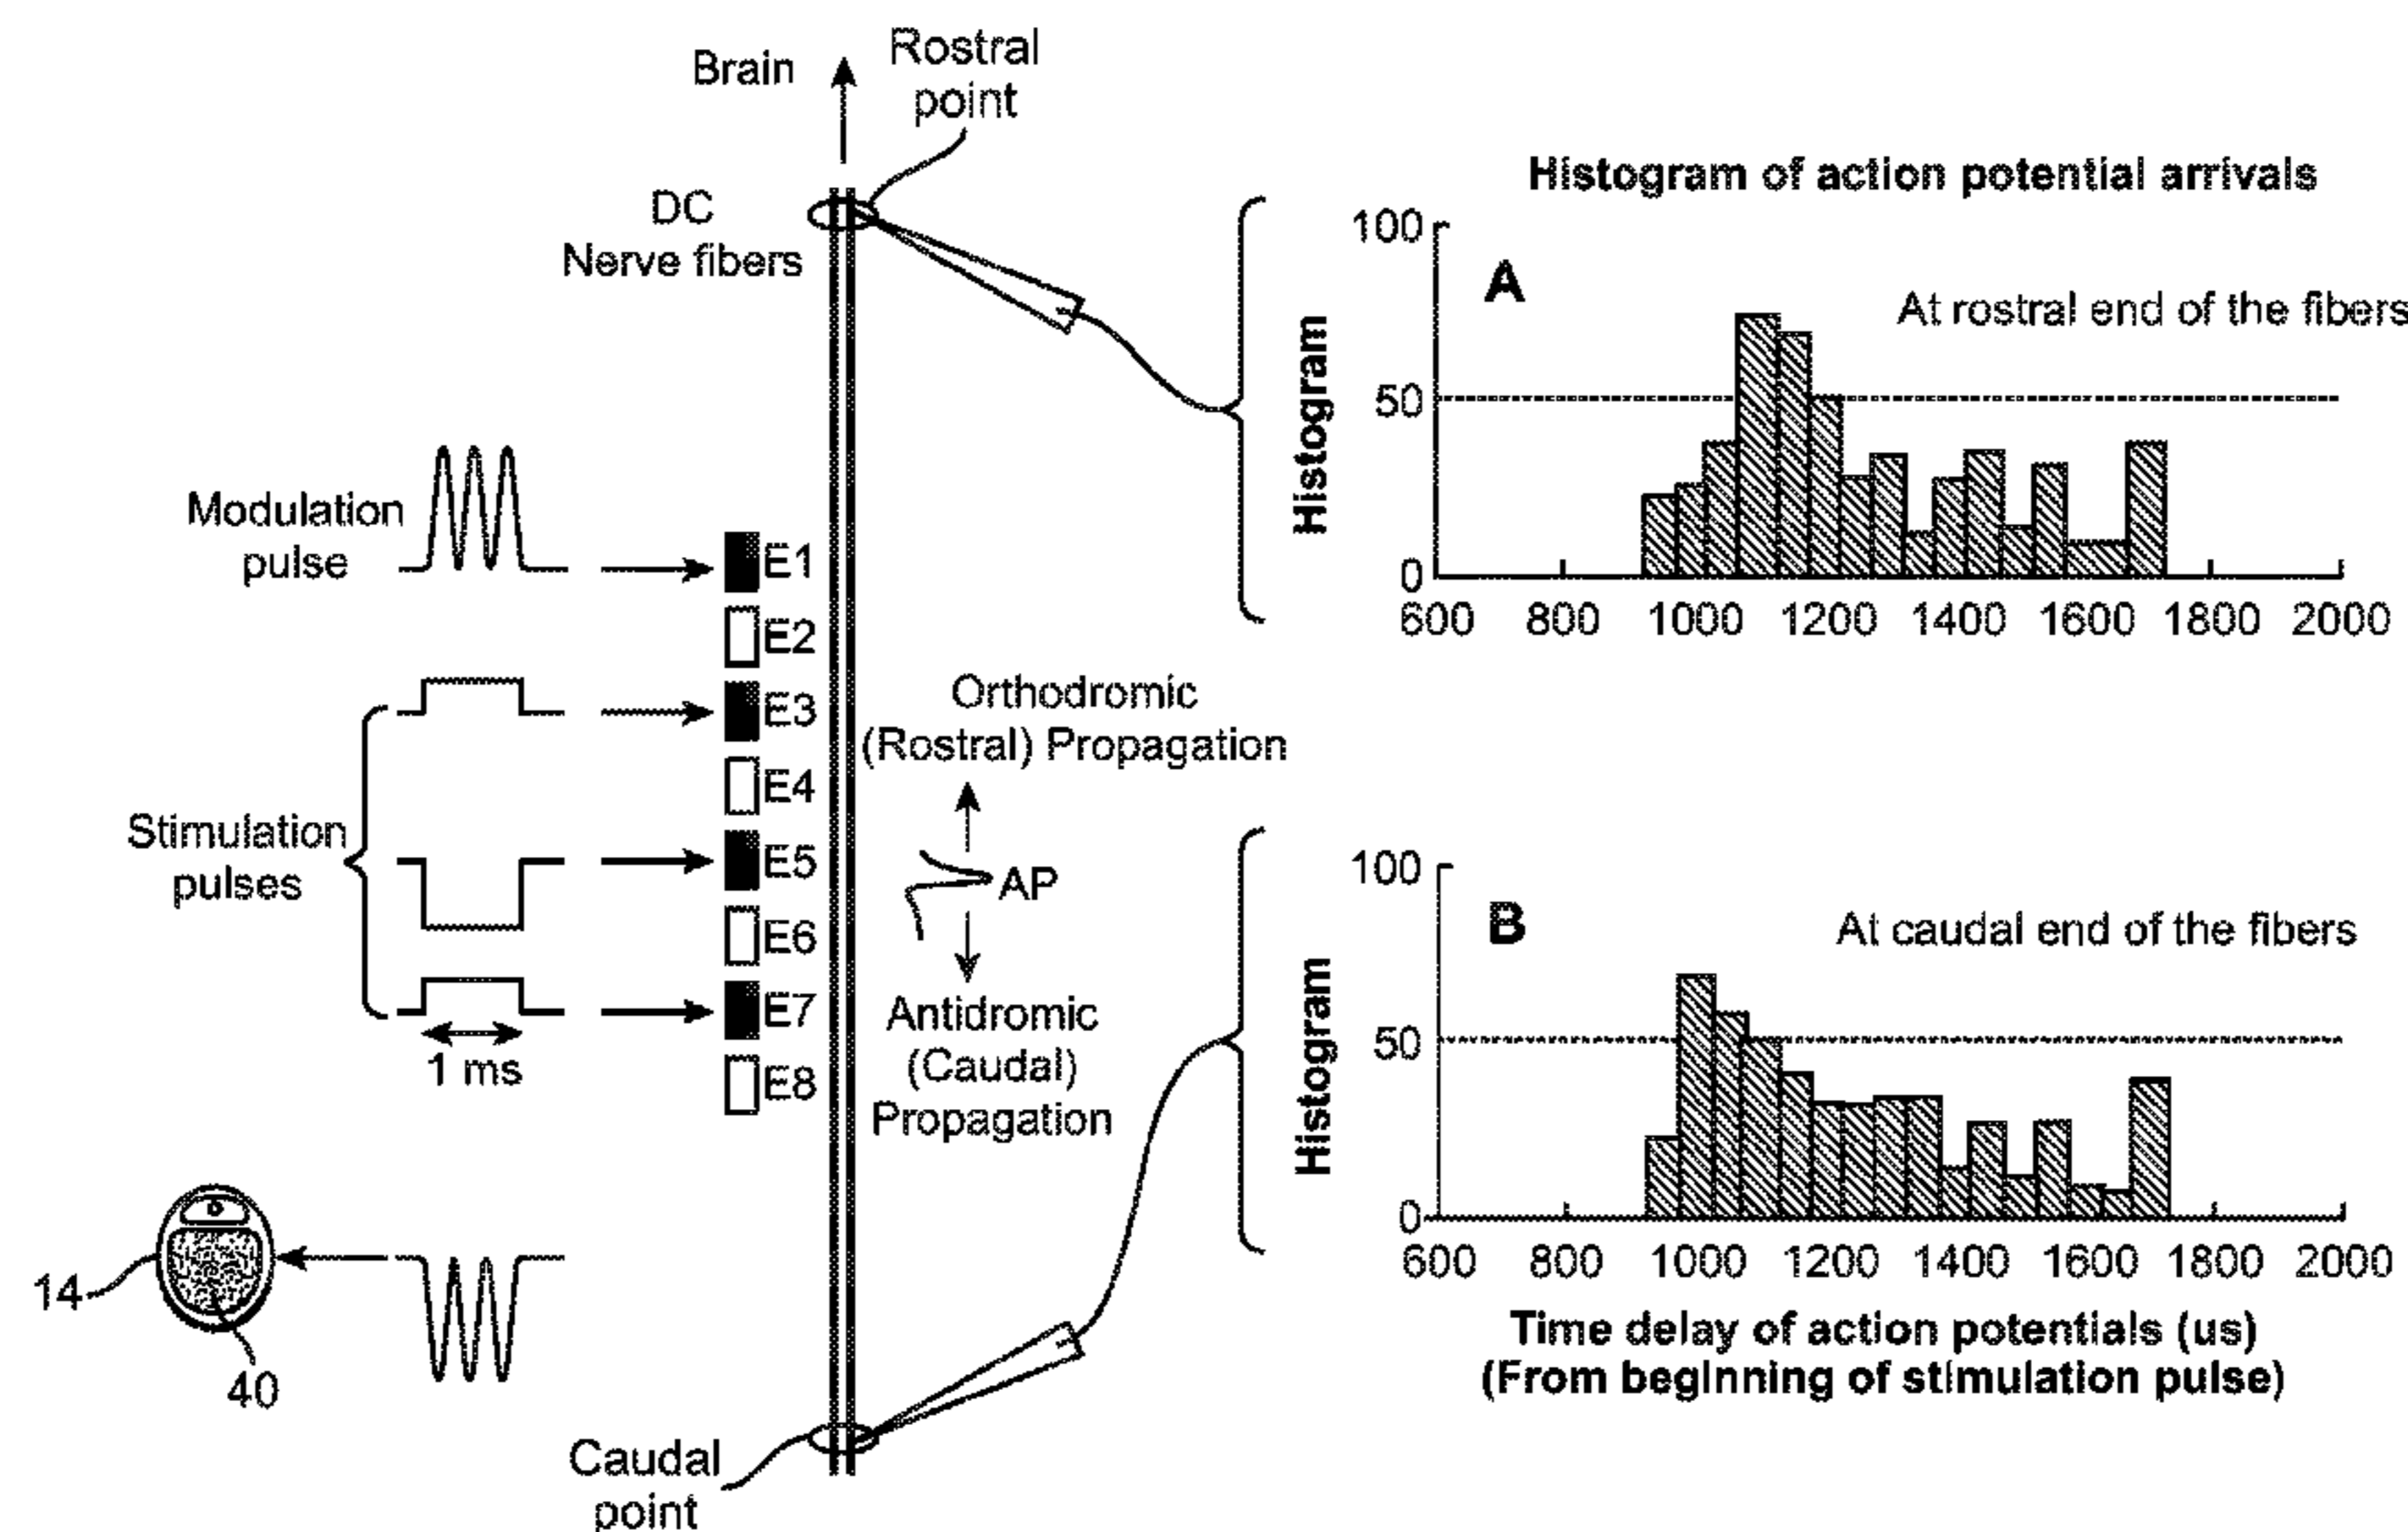 Brain
Rostral
point
DC
Nerve fibers
Modulation
pulse
E1
E2
E3
E4
Stimulation
pulses
E5
E6
E7
1 ms
E8
14
40
Caudal
point
Orthodromic
(Rostral) Propagation
AP
Antidromic
(Caudal)
Propagation
Histogram of action potential arrivals
Histogram
100
50
0
A
At rostral end of the fibers
600 800 1000 1200 1400 1600 1800 2000
Histogram
100
50
0
B
At caudal end of the fibers
600 800 1000 1200 1400 1600 1800 2000
Time delay of action potentials (us)
(From beginning of stimulation pulse)